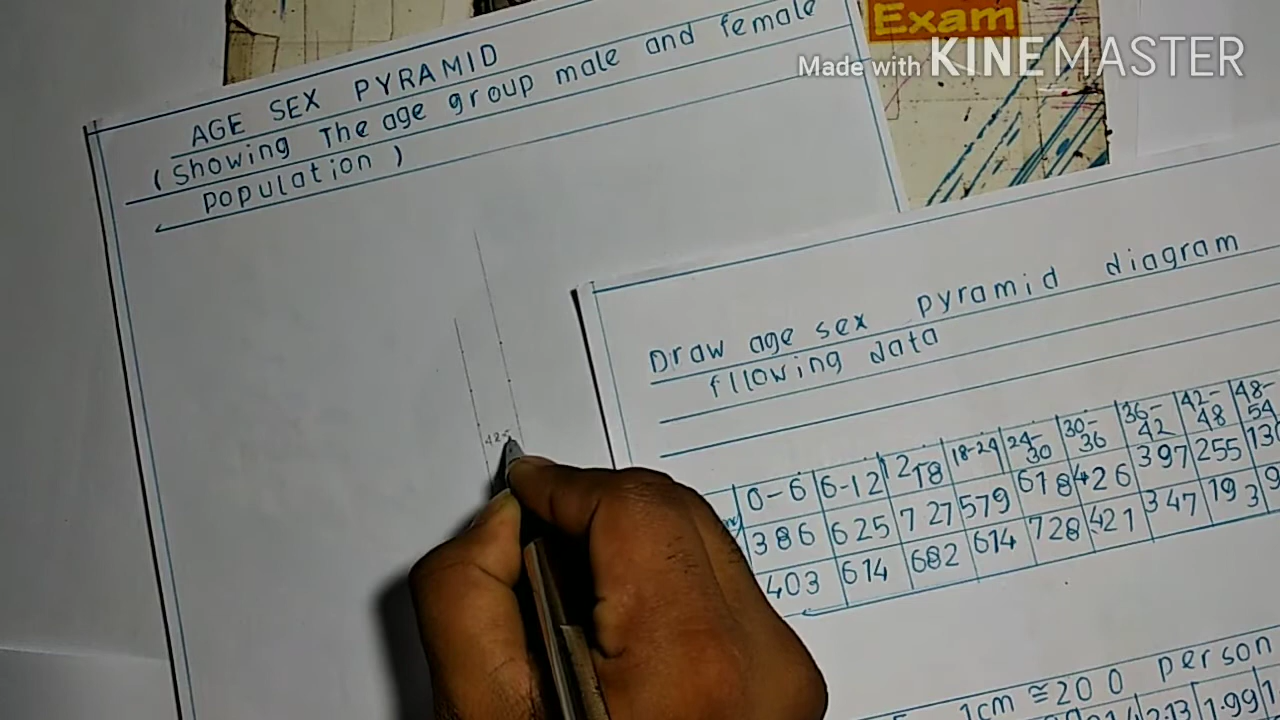 Exam
Made with KINEMASTER
AGE SEX PYRAMID
(Showing The age group male and female
population)
42-
Draw age sex pyramid diagram
fllowing data
0-6 6-12 12-18 18-24 24-30 30-36 36-42 42-48 48-54
386 625 727 579 618 426 397 255
403 614 682 614 728 421 347 193
1cm ≅ 200 person
2.13 1.99